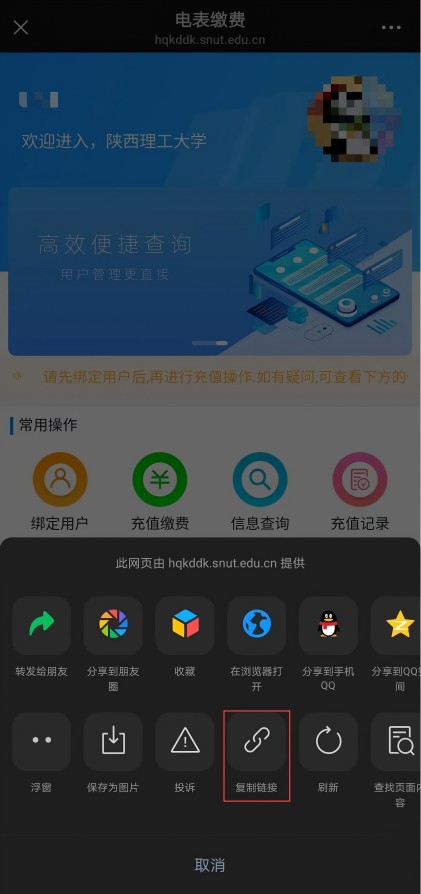 电表缴费
hqkddk.snut.edu.cn
欢迎进入，陕西理工大学
高效便捷查询
用户管理更直接
请先绑定用户后,再进行充值操作.如有疑问,可查看下方的
常用操作
绑定用户 充值缴费 信息查询 充值记录
此网页由 hqkddk.snut.edu.cn 提供
转发给朋友 分享到朋友圈 收藏 在浏览器打开 分享到手机QQ 分享到QQ空间
浮窗 保存为图片 投诉 复制链接 刷新 查找页面内容
取消